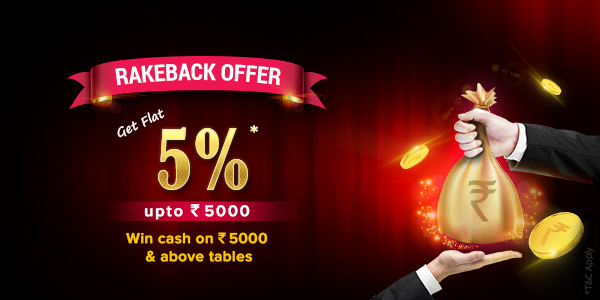 RAKEBACK OFFER
Get Flat
5%*
upto ₹ 5000
Win cash on ₹ 5000
& above tables
₹
₹
*T&C Apply